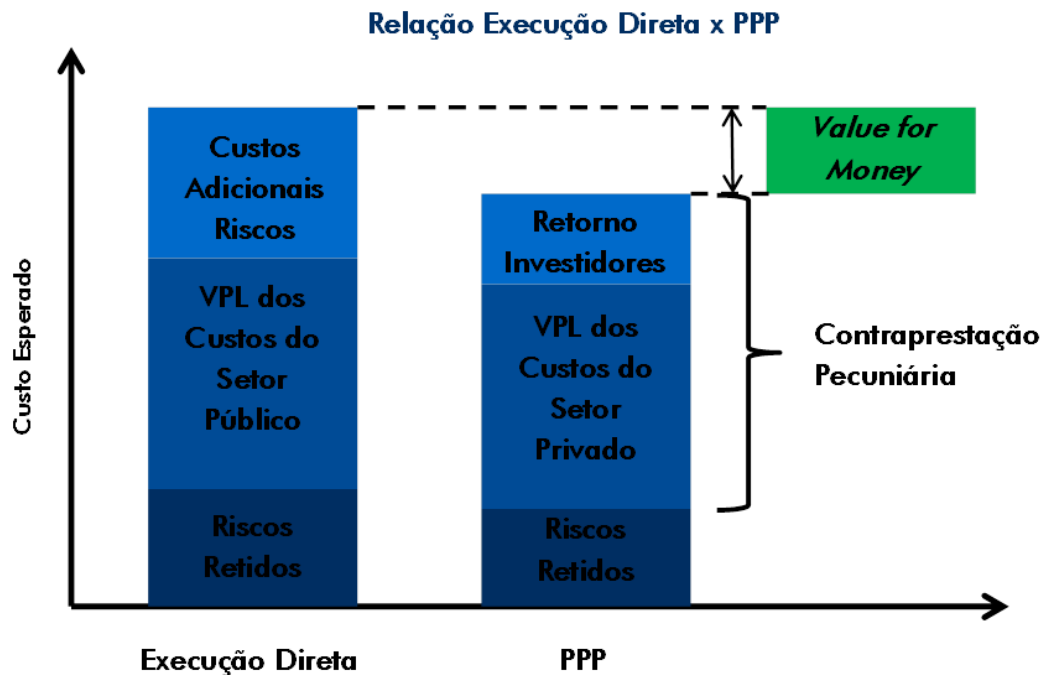 Relação Execução Direta x PPP
Custo Esperado
Custos
Adicionais
Riscos
VPL dos
Custos do
Setor
Público
Riscos
Retidos
Retorno
Investidores
VPL dos
Custos do
Setor
Privado
Riscos
Retidos
Value for
Money
Contraprestação
Pecuniária
Execução Direta
PPP